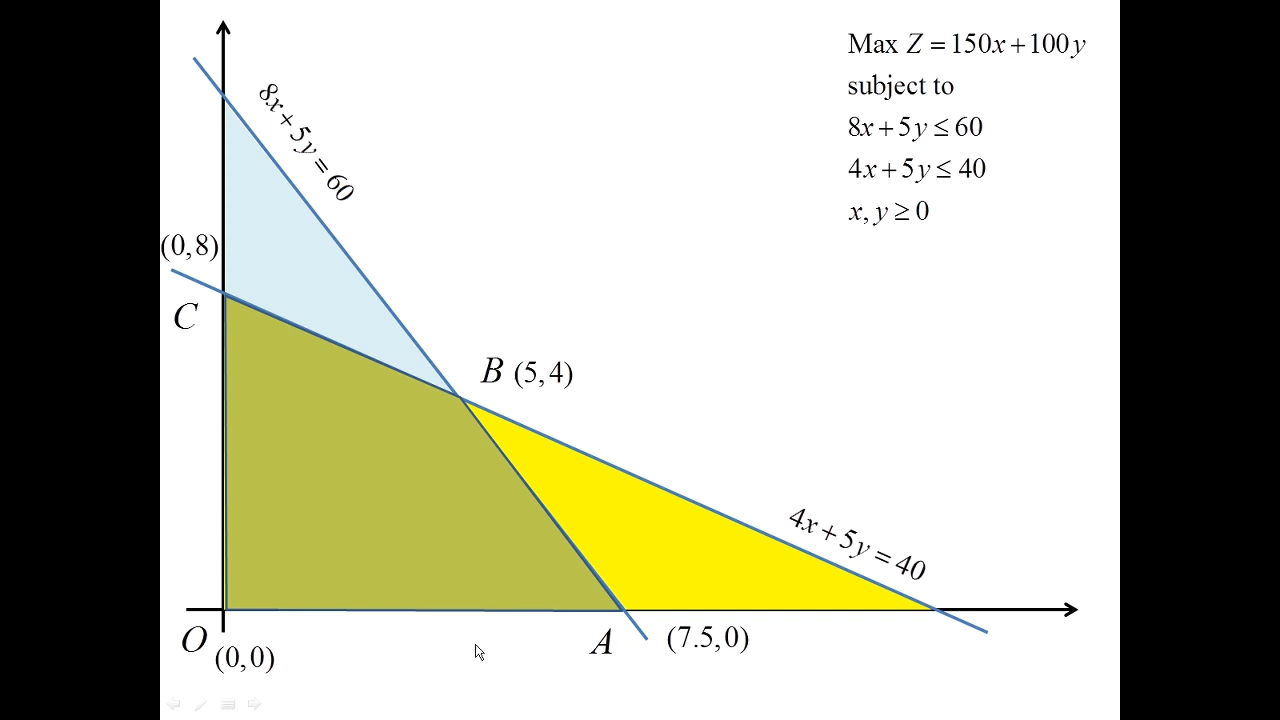 Max Z = 150x + 100y
subject to
8x + 5y ≤ 60
4x + 5y ≤ 40
x, y ≥ 0
8x + 5y = 60
(0, 8)
C
B (5, 4)
4x + 5y = 40
O
(0, 0)
A
(7.5, 0)